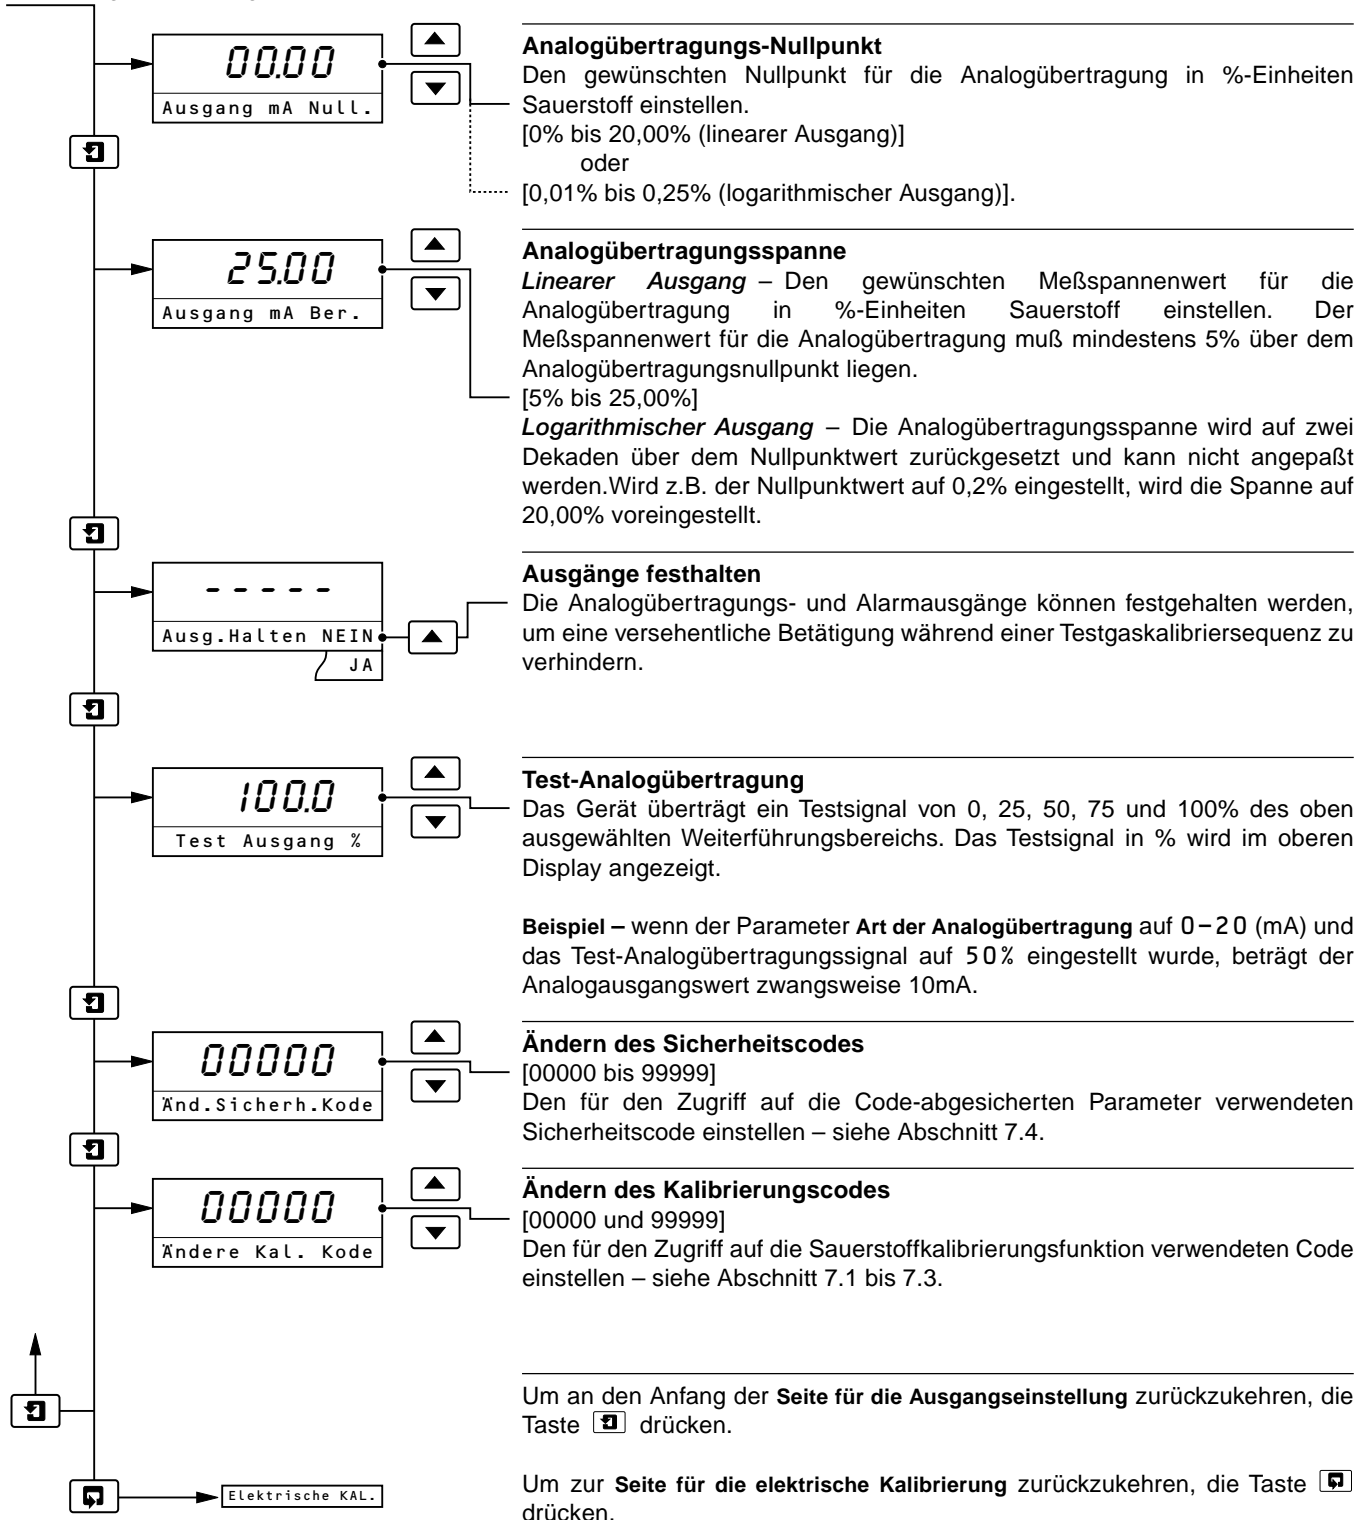 00.00
Ausgang mA Null.
Analogübertragungs-Nullpunkt
Den gewünschten Nullpunkt für die Analogübertragung in %-Einheiten
Sauerstoff einstellen.
[0% bis 20,00% (linearer Ausgang)]
oder
[0,01% bis 0,25% (logarithmischer Ausgang)].
25.00
Ausgang mA Ber.
Analogübertragungsspanne
Linearer Ausgang – Den gewünschten Meßspannenwert für die
Analogübertragung in %-Einheiten Sauerstoff einstellen. Der
Meßspannenwert für die Analogübertragung muß mindestens 5% über dem
Analogübertragungsnullpunkt liegen.
[5% bis 25,00%]
Logarithmischer Ausgang – Die Analogübertragungsspanne wird auf zwei
Dekaden über dem Nullpunktwert zurückgesetzt und kann nicht angepaßt
werden.Wird z.B. der Nullpunktwert auf 0,2% eingestellt, wird die Spanne auf
20,00% voreingestellt.
-----
Ausg.Halten NEIN
JA
Ausgänge festhalten
Die Analogübertragungs- und Alarmausgänge können festgehalten werden,
um eine versehentliche Betätigung während einer Testgaskalibriersequenz zu
verhindern.
100.0
Test Ausgang %
Test-Analogübertragung
Das Gerät überträgt ein Testsignal von 0, 25, 50, 75 und 100% des oben
ausgewählten Weiterführungsbereichs. Das Testsignal in % wird im oberen
Display angezeigt.
Beispiel – wenn der Parameter Art der Analogübertragung auf 0–20 (mA) und
das Test-Analogübertragungssignal auf 50% eingestellt wurde, beträgt der
Analogausgangswert zwangsweise 10mA.
00000
Änd.Sicherh.Kode
Ändern des Sicherheitscodes
[00000 bis 99999]
Den für den Zugriff auf die Code-abgesicherten Parameter verwendeten
Sicherheitscode einstellen – siehe Abschnitt 7.4.
00000
Ändere Kal. Kode
Ändern des Kalibrierungscodes
[00000 und 99999]
Den für den Zugriff auf die Sauerstoffkalibrierungsfunktion verwendeten Code
einstellen – siehe Abschnitt 7.1 bis 7.3.
Um an den Anfang der Seite für die Ausgangseinstellung zurückzukehren, die
Taste drücken.
Elektrische KAL.
Um zur Seite für die elektrische Kalibrierung zurückzukehren, die Taste
drücken.